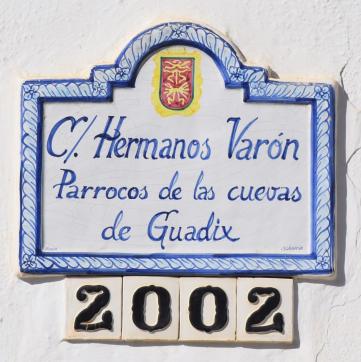 C/. Hermanos Varón
Parrocos de las cuevas
de Guadix
2002